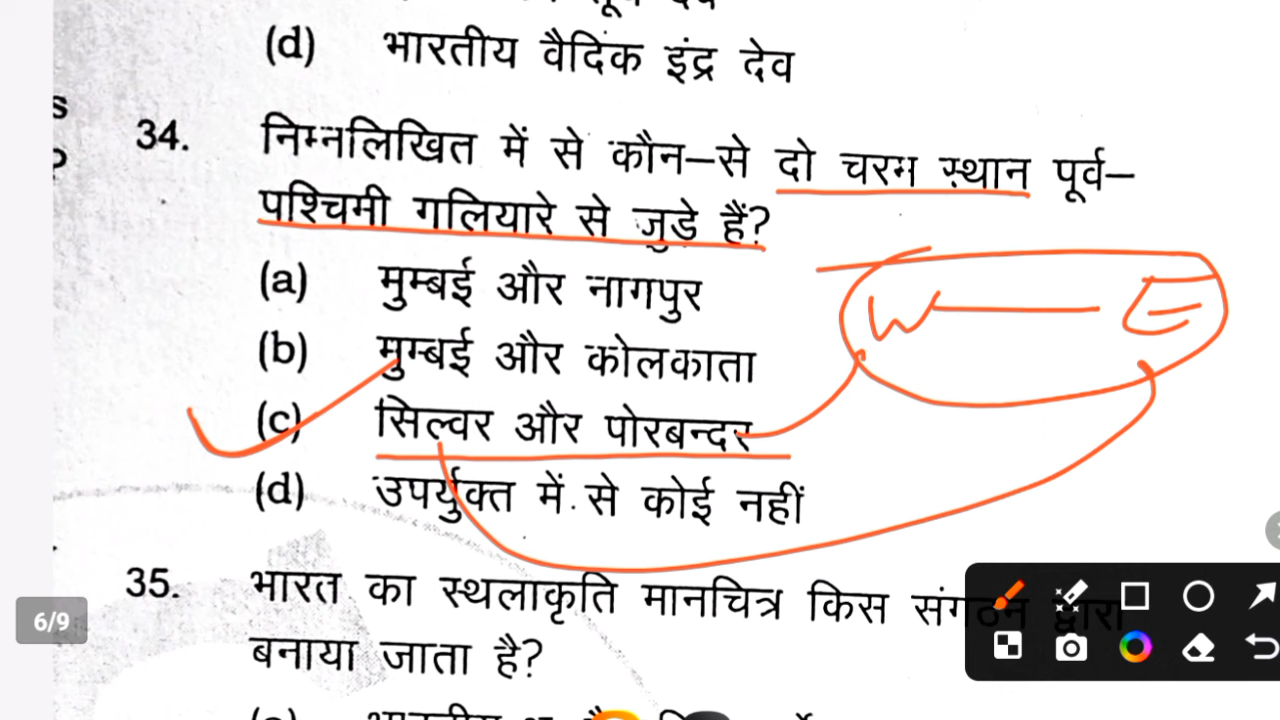 (d) भारतीय वैदिक इंद्र देव
s
34. निम्नलिखित में से कौन–से दो चरम स्थान पूर्व–
पश्चिमी गलियारे से जुडे हैं?
(a) मुम्बई और नागपुर
W E
(b) मुम्बई और कोलकाता
(c) सिल्वर और पोरबन्दर
(d) उपर्युक्त में से कोई नहीं
35. भारत का स्थलाकृति मानचित्र किस संगठन द्वारा
6/9
बनाया जाता है?